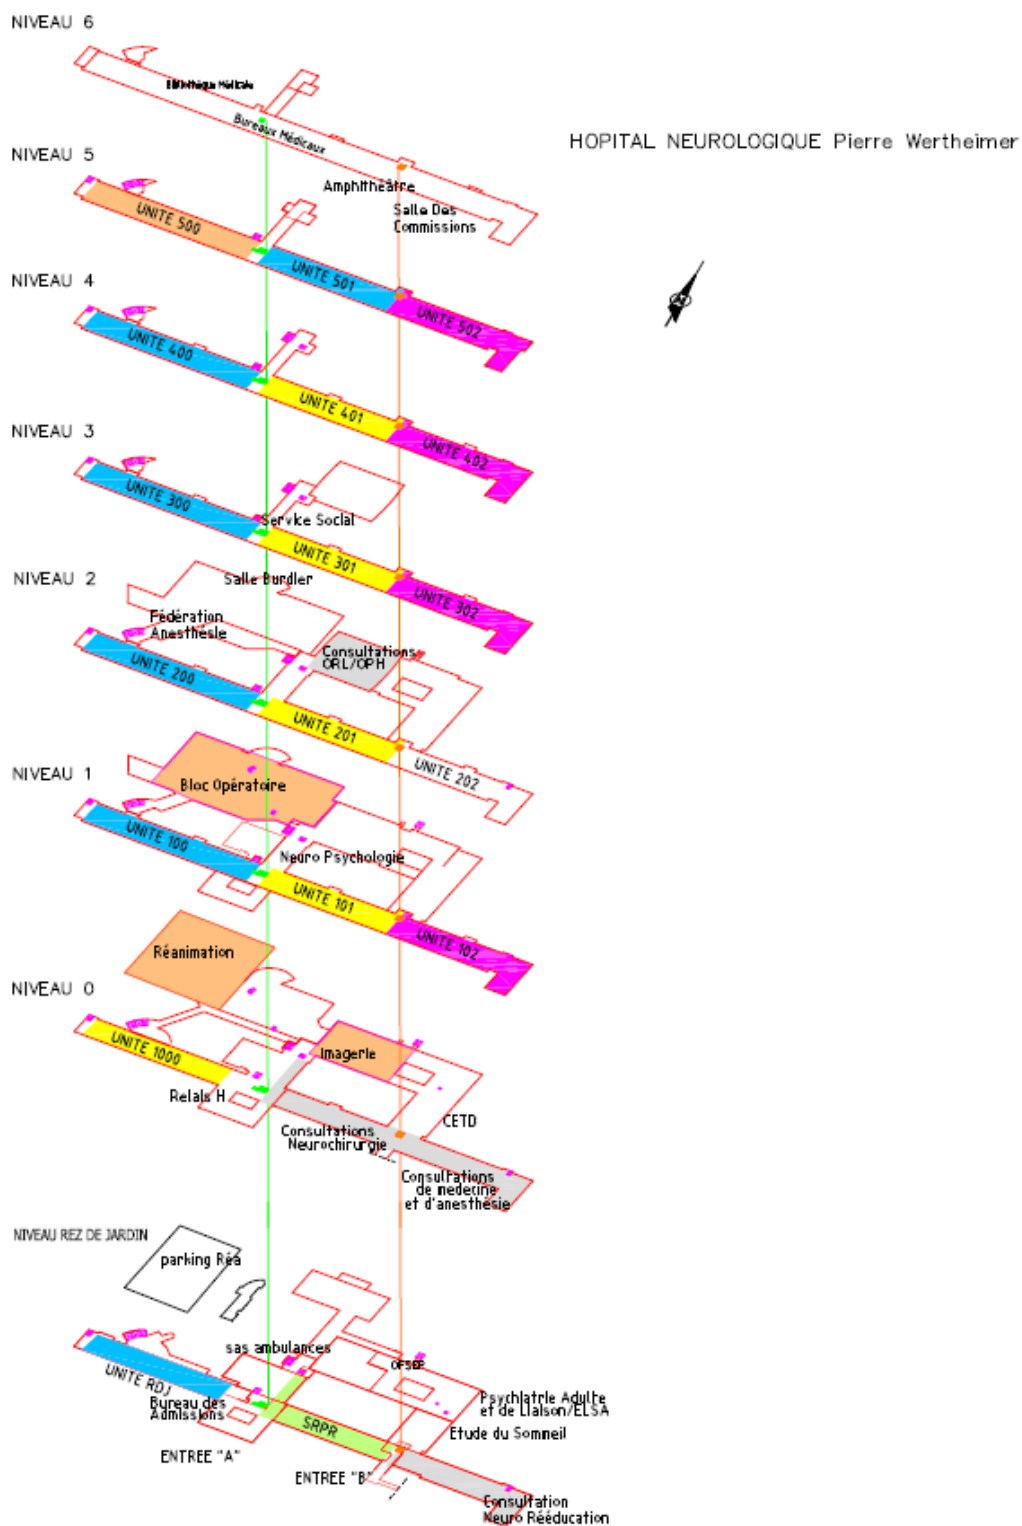 NIVEAU 6
Bibliothèque Médicale
Bureaux Médicaux
HOPITAL NEUROLOGIQUE Pierre Wertheimer
NIVEAU 5
Amphithéâtre
Salle Des
Commissions
UNITE 500
UNITE 501
UNITE 502
NIVEAU 4
UNITE 400
UNITE 401
UNITE 402
NIVEAU 3
UNITE 300
Service Social
UNITE 301
UNITE 302
NIVEAU 2
Salle Burdier
Fédération
Anesthésie
Consultations
ORL/OPH
UNITE 200
UNITE 201
UNITE 202
NIVEAU 1
Bloc Opératoire
UNITE 100
Neuro Psychologie
UNITE 101
UNITE 102
Réanimation
NIVEAU 0
UNITE 1000
Imagerie
Relais H
CETD
Consultations
Neurochirurgie
Consultations
de médecine
et d'anesthésie
NIVEAU REZ DE JARDIN
parking Réa
sas ambulances
OFSEP
UNITE RDJ
Bureau des
Admissions
Psychiatrie Adulte
et de Liaison/ELSA
SRPR
Etude du Sommeil
ENTREE "A"
ENTREE "B"
Consultation
Neuro Rééducation